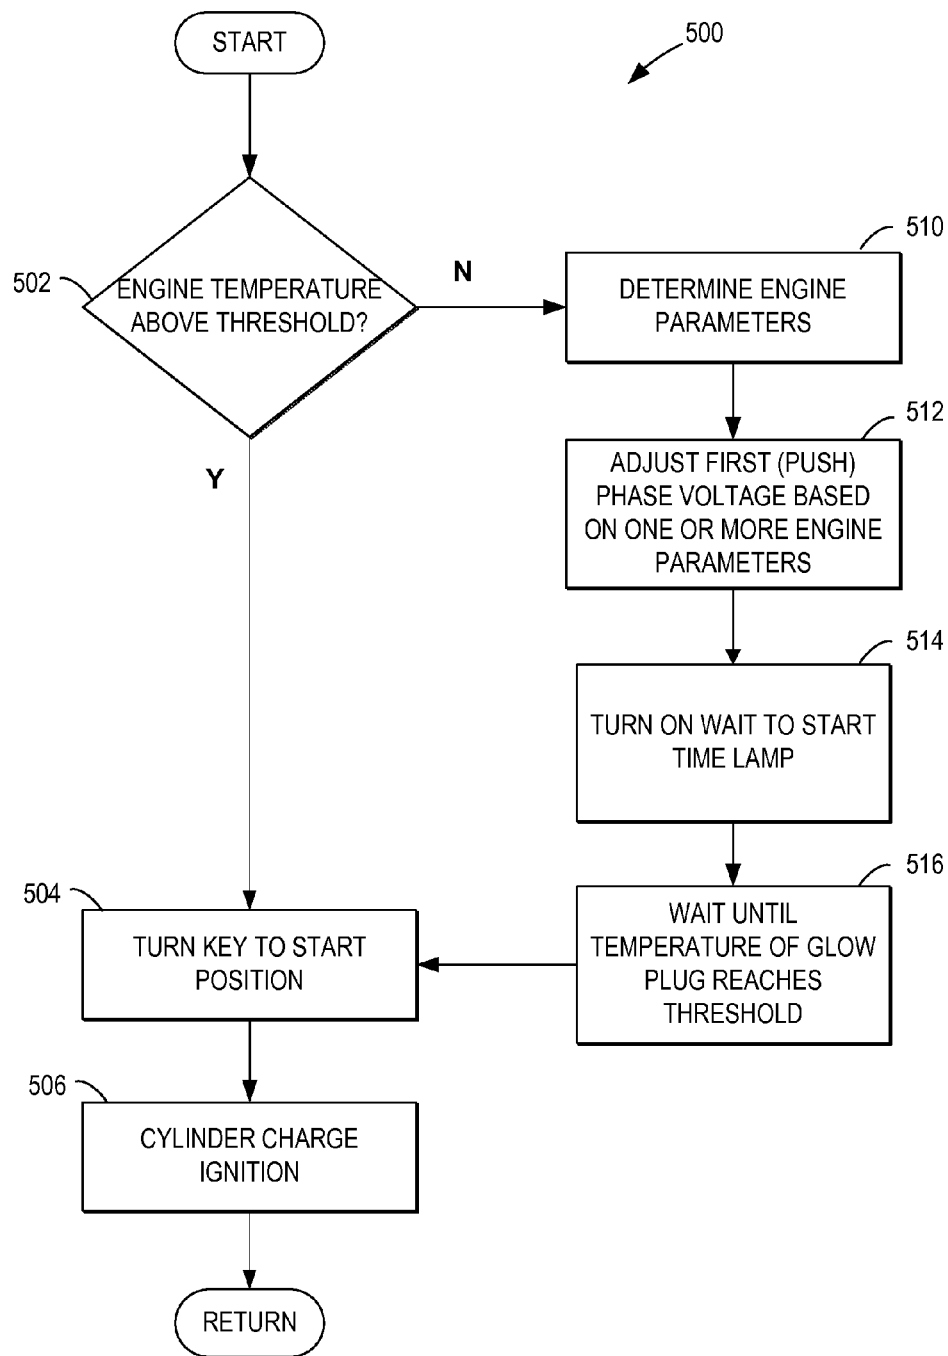 START
500
502
ENGINE TEMPERATURE
ABOVE THRESHOLD?
N
Y
510
DETERMINE ENGINE
PARAMETERS
512
ADJUST FIRST (PUSH)
PHASE VOLTAGE BASED
ON ONE OR MORE ENGINE
PARAMETERS
514
TURN ON WAIT TO START
TIME LAMP
516
WAIT UNTIL
TEMPERATURE OF GLOW
PLUG REACHES
THRESHOLD
504
TURN KEY TO START
POSITION
506
CYLINDER CHARGE
IGNITION
RETURN